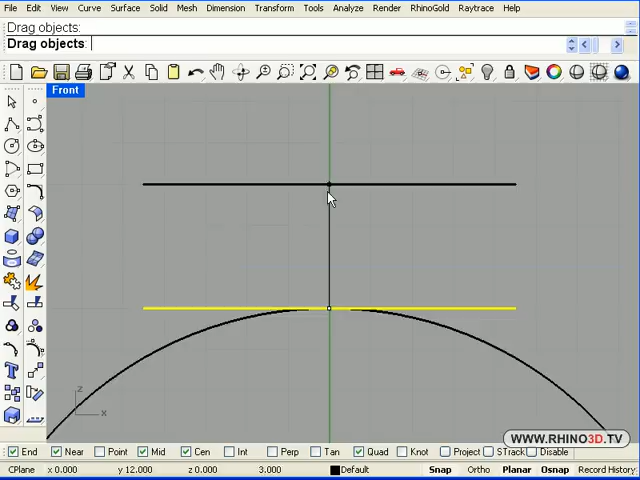 File Edit View Curve Surface Solid Mesh Dimension Transform Tools Analyze Render RhinoGold Raytrace Help
Drag objects:
Drag objects:
Front
z
x
WWW.RHINO3D.TV
End Near Point Mid Cen Int Perp Tan Quad Knot Project STrack Disable
CPlane x 0.000 y 12.000 z 0.000 3.000 Default Snap Ortho Planar Osnap Record History